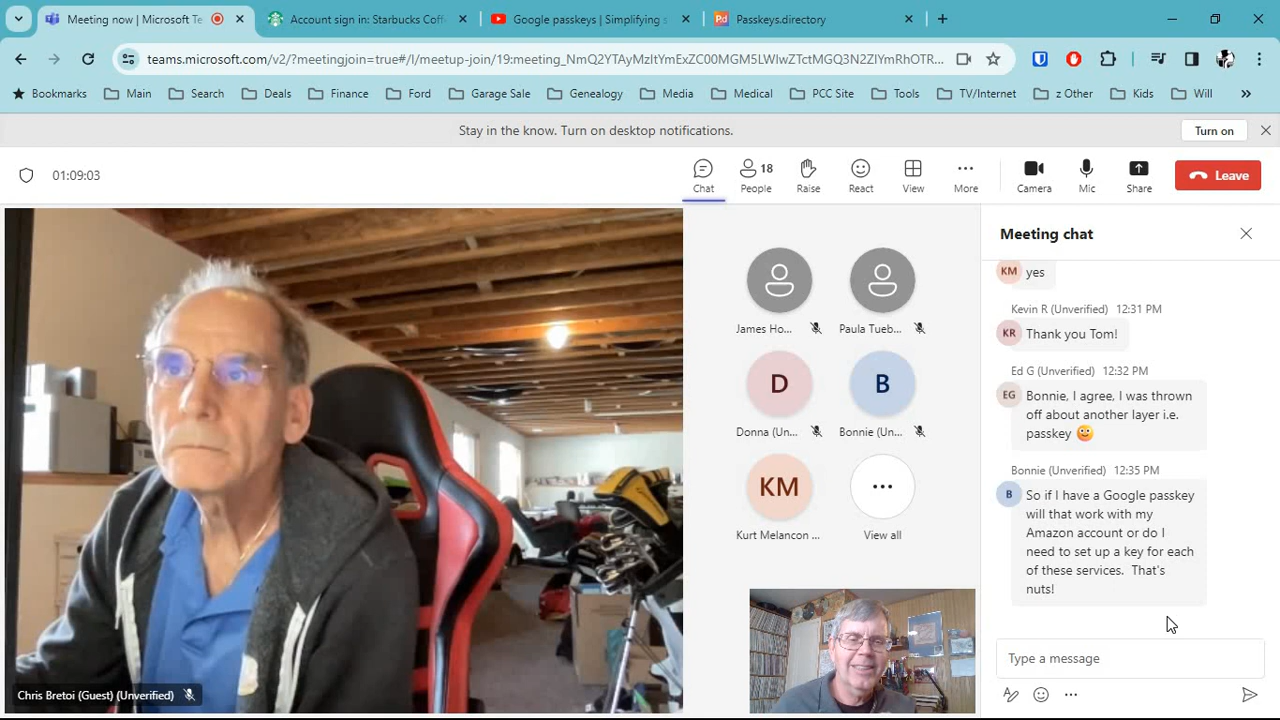 Meeting now | Microsoft Te
Account sign in: Starbucks Coff
Google passkeys | Simplifying s
Passkeys.directory
teams.microsoft.com/v2/?meetingjoin=true#/l/meetup-join/19:meeting_NmQ2YTAyMzItYmExZC00MGM5LWIwZTctMGQ3N2ZlYmRhOTR...
Bookmarks
Main
Search
Deals
Finance
Ford
Garage Sale
Genealogy
Media
Medical
PCC Site
Tools
TV/Internet
z Other
Kids
Will
Stay in the know. Turn on desktop notifications.
Turn on
01:09:03
Chat
18
People
Raise
React
View
More
Camera
Mic
Share
Leave
Chris Bretoi (Guest) (Unverified)
James Ho...
Paula Tueb...
D
Donna (Un...
B
Bonnie (Un...
KM
Kurt Melancon ...
View all
Meeting chat
KM
yes
Kevin R (Unverified) 12:31 PM
KR
Thank you Tom!
Ed G (Unverified) 12:32 PM
EG
Bonnie, I agree, I was thrown
off about another layer i.e.
passkey
Bonnie (Unverified) 12:35 PM
B
So if I have a Google passkey
will that work with my
Amazon account or do I
need to set up a key for each
of these services. That's
nuts!
Type a message